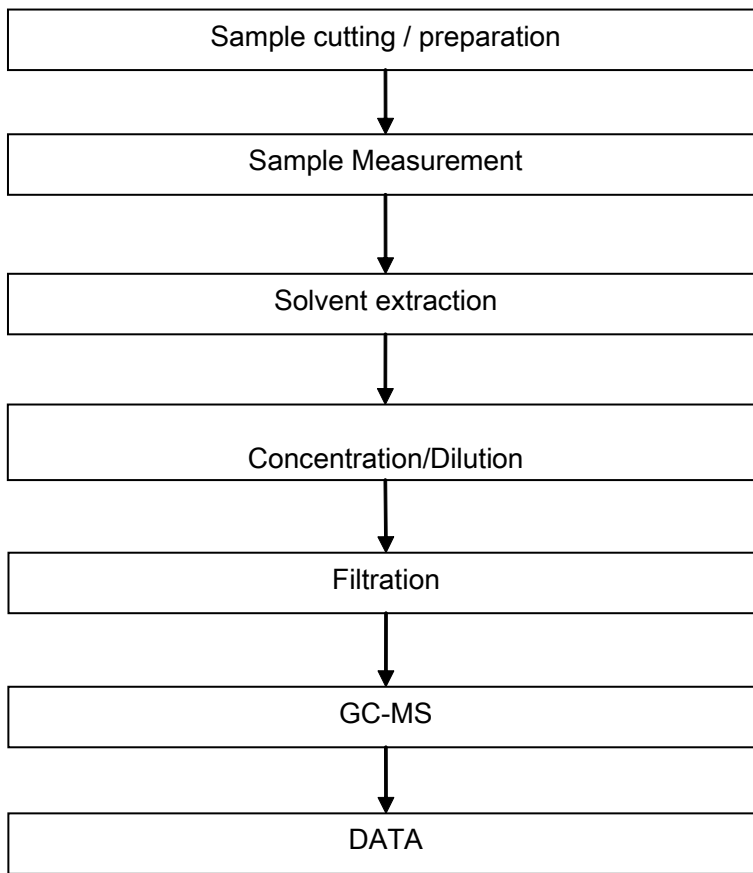 Sample cutting / preparation
Sample Measurement
Solvent extraction
Concentration/Dilution
Filtration
GC-MS
DATA